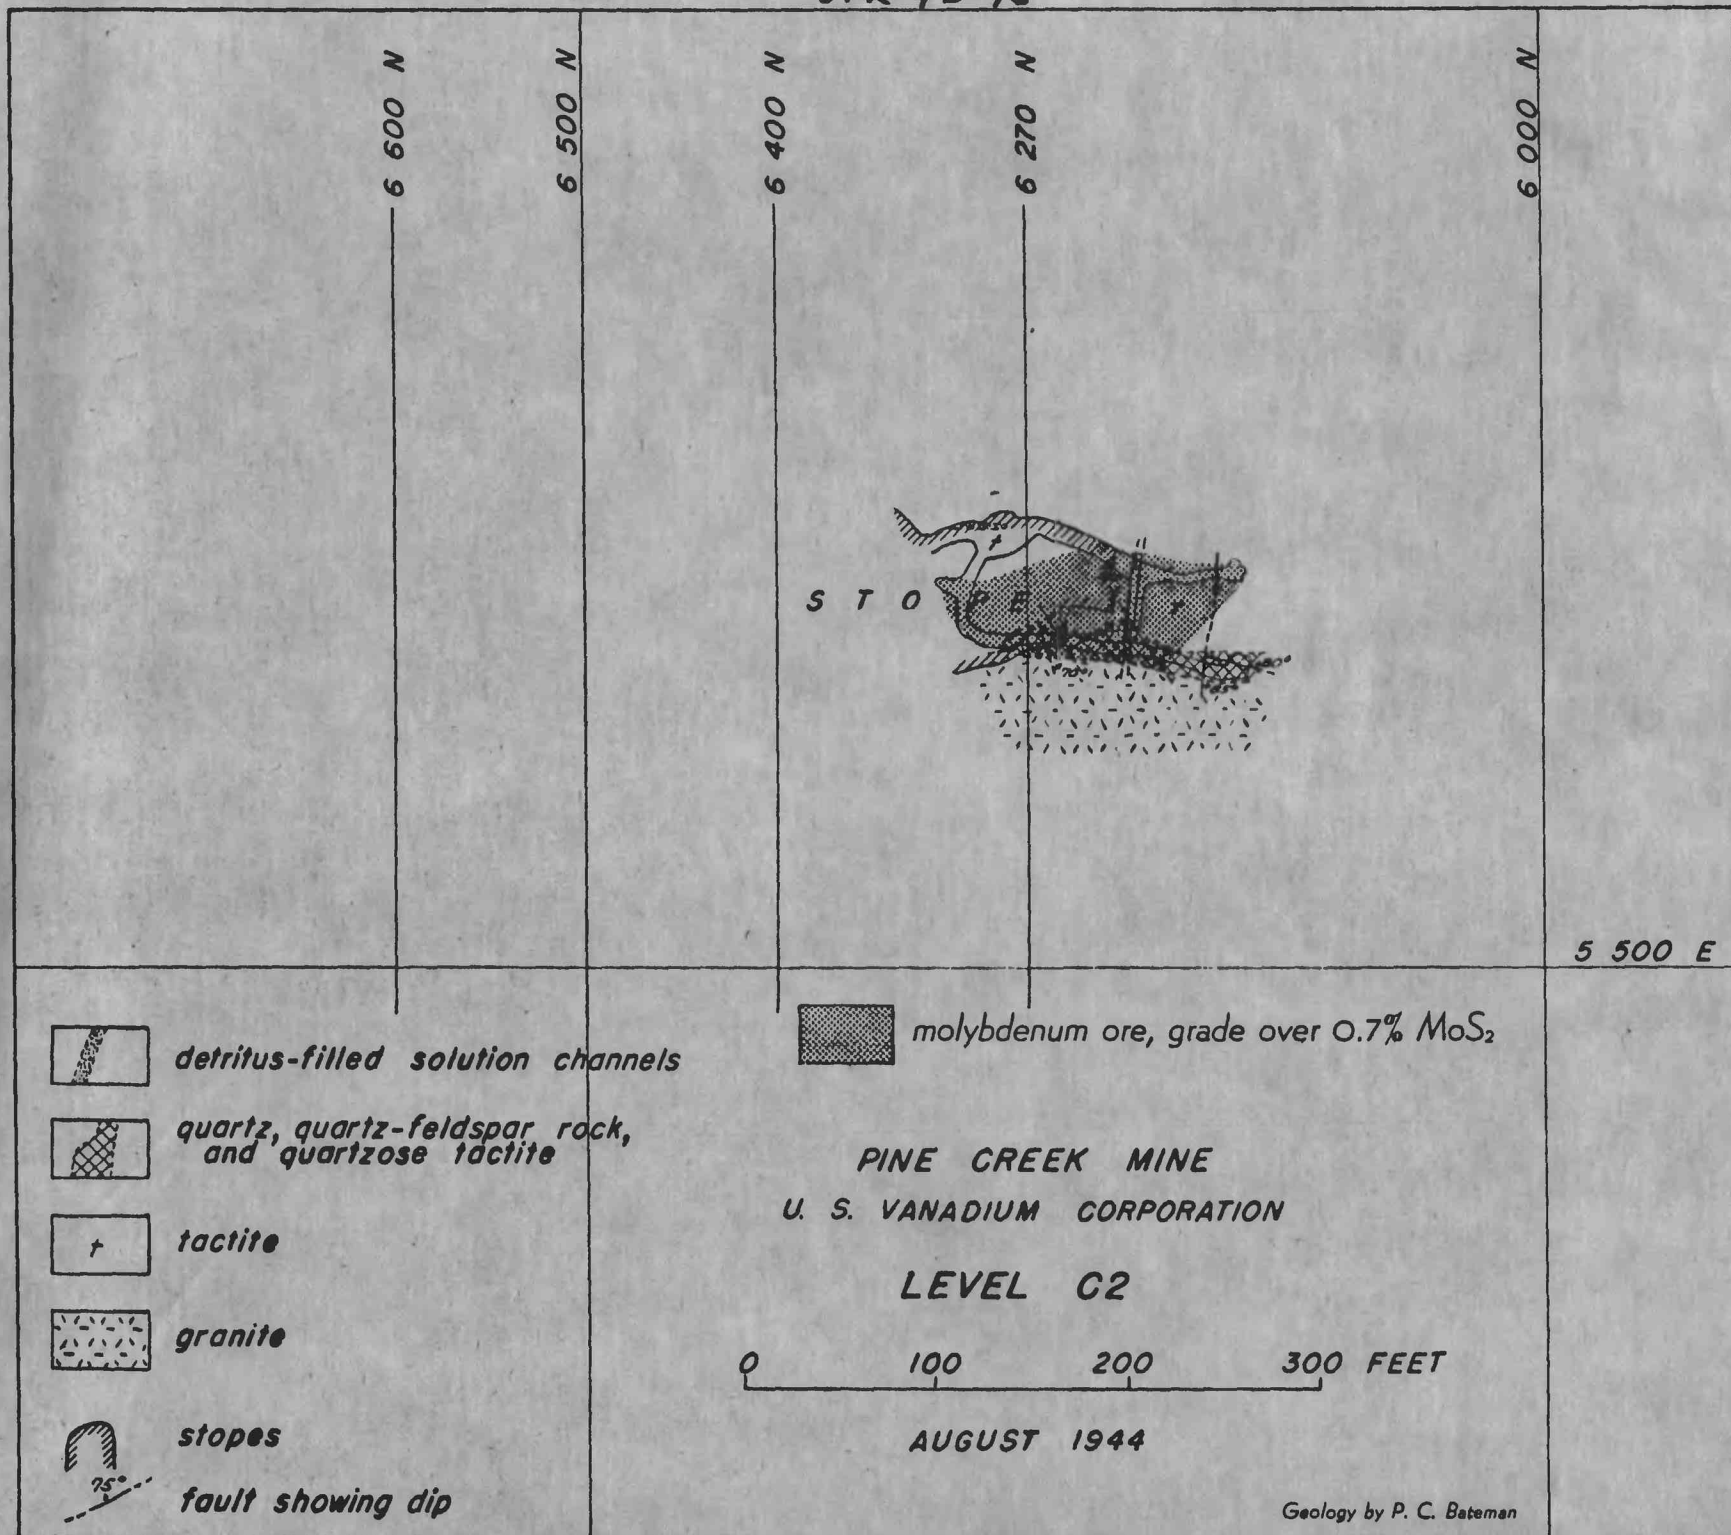 6 600 N
6 500 N
6 400 N
6 270 N
6 000 N
STOPE
t
t
70°
5 500 E
detritus-filled solution channels
quartz, quartz-feldspar rock,
and quartzose tactite
t tactite
granite
stopes
75°
fault showing dip
molybdenum ore, grade over 0.7% MoS₂
PINE CREEK MINE
U. S. VANADIUM CORPORATION
LEVEL C2
0 100 200 300 FEET
AUGUST 1944
Geology by P. C. Bateman